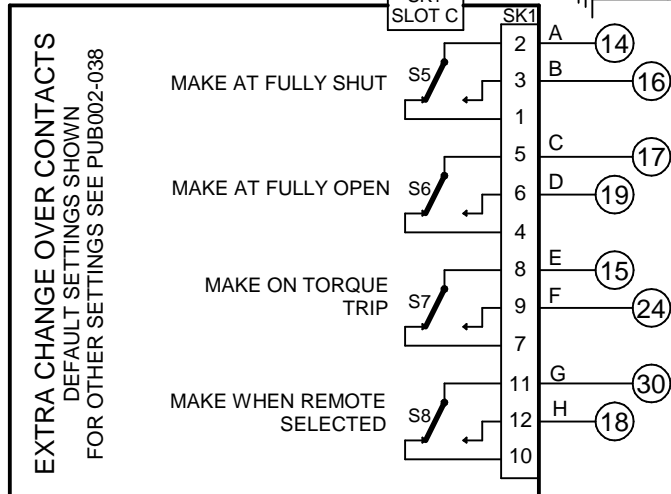 SLOT C
SK1
EXTRA CHANGE OVER CONTACTS
DEFAULT SETTINGS SHOWN
FOR OTHER SETTINGS SEE PUB002-038
MAKE AT FULLY SHUT
S5
2 A 14
3 B 16
1
MAKE AT FULLY OPEN
S6
5 C 17
6 D 19
4
MAKE ON TORQUE
TRIP
S7
8 E 15
9 F 24
7
MAKE WHEN REMOTE
SELECTED
S8
11 G 30
12 H 18
10